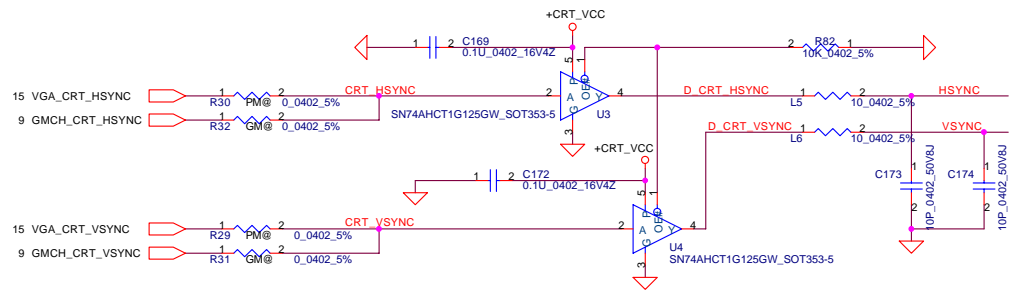 +CRT_VCC
1 2 C169
0.1U_0402_16V4Z
5 1
P OE#
2 R82 1
10K_0402_5%
15 VGA_CRT_HSYNC 1 R30 PM@ 2 0_0402_5% CRT_HSYNC 2 A Y 4 D_CRT_HSYNC L5 1 2 10_0402_5% HSYNC
9 GMCH_CRT_HSYNC 1 R32 GM@ 2 0_0402_5%
G
3
U3
SN74AHCT1G125GW_SOT353-5
D_CRT_VSYNC L6 1 2 10_0402_5% VSYNC
+CRT_VCC
1 2 C172
0.1U_0402_16V4Z
C173 1 2 10P_0402_50V8J
C174 1 2 10P_0402_50V8J
5 1
P OE#
15 VGA_CRT_VSYNC 1 R29 PM@ 2 0_0402_5% CRT_VSYNC 2 A Y 4
9 GMCH_CRT_VSYNC 1 R31 GM@ 2 0_0402_5%
G
3
U4
SN74AHCT1G125GW_SOT353-5